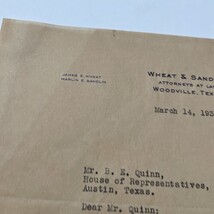 JAMES E. WHEAT
HARLIN E. SANDLIN
WHEAT & SAND
ATTORNEYS AT LA
WOODVILLE, TEX
March 14, 193
Mr. B. E. Quinn,
House of Representatives,
Austin, Texas.
Dear Mr. Quinn: